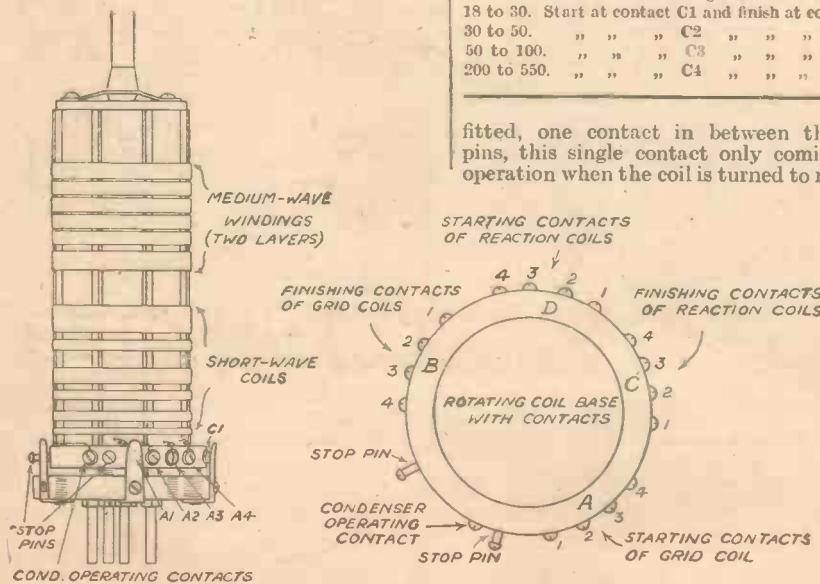 18 to 30. Start at contact C1 and finish at
30 to 50. „ „ „ C2 „ „ „
50 to 100. „ „ „ C3 „ „ „
200 to 550. „ „ „ C4 „ „ „
fitted, one contact in between
pins, this single contact only
operation when the coil is turned to
MEDIUM-WAVE
WINDINGS
(TWO LAYERS)
SHORT-WAVE
COILS
C1
A1 A2 A3 A4
STOP
PINS
COND. OPERATING CONTACTS
STARTING CONTACTS
OF REACTION COILS
4 3 2 1
D
FINISHING CONTACTS
OF GRID COILS
1
2
3
4
B
FINISHING CONTACTS
OF REACTION COILS
4
3
2
1
C
ROTATING COIL BASE
WITH CONTACTS
STOP PIN
A
4
3
2
1
CONDENSER
OPERATING
CONTACT
STOP PIN
STARTING CONTACTS
OF GRID COIL